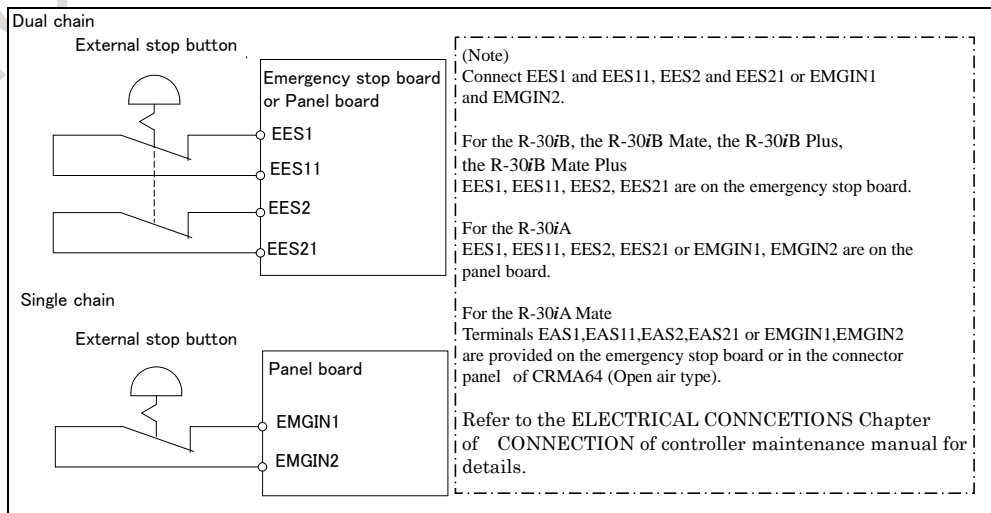 Dual chain
External stop button
Emergency stop board
or Panel board
EES1
EES11
EES2
EES21
Single chain
External stop button
Panel board
EMGIN1
EMGIN2
(Note)
Connect EES1 and EES11, EES2 and EES21 or EMGIN1
and EMGIN2.
For the R-30iB, the R-30iB Mate, the R-30iB Plus,
the R-30iB Mate Plus
EES1, EES11, EES2, EES21 are on the emergency stop board.
For the R-30iA
EES1, EES11, EES2, EES21 or EMGIN1, EMGIN2 are on the
panel board.
For the R-30iA Mate
Terminals EAS1,EAS11,EAS2,EAS21 or EMGIN1,EMGIN2
are provided on the emergency stop board or in the connector
panel of CRMA64 (Open air type).
Refer to the ELECTRICAL CONNCETIONS Chapter
of CONNECTION of controller maintenance manual for
details.